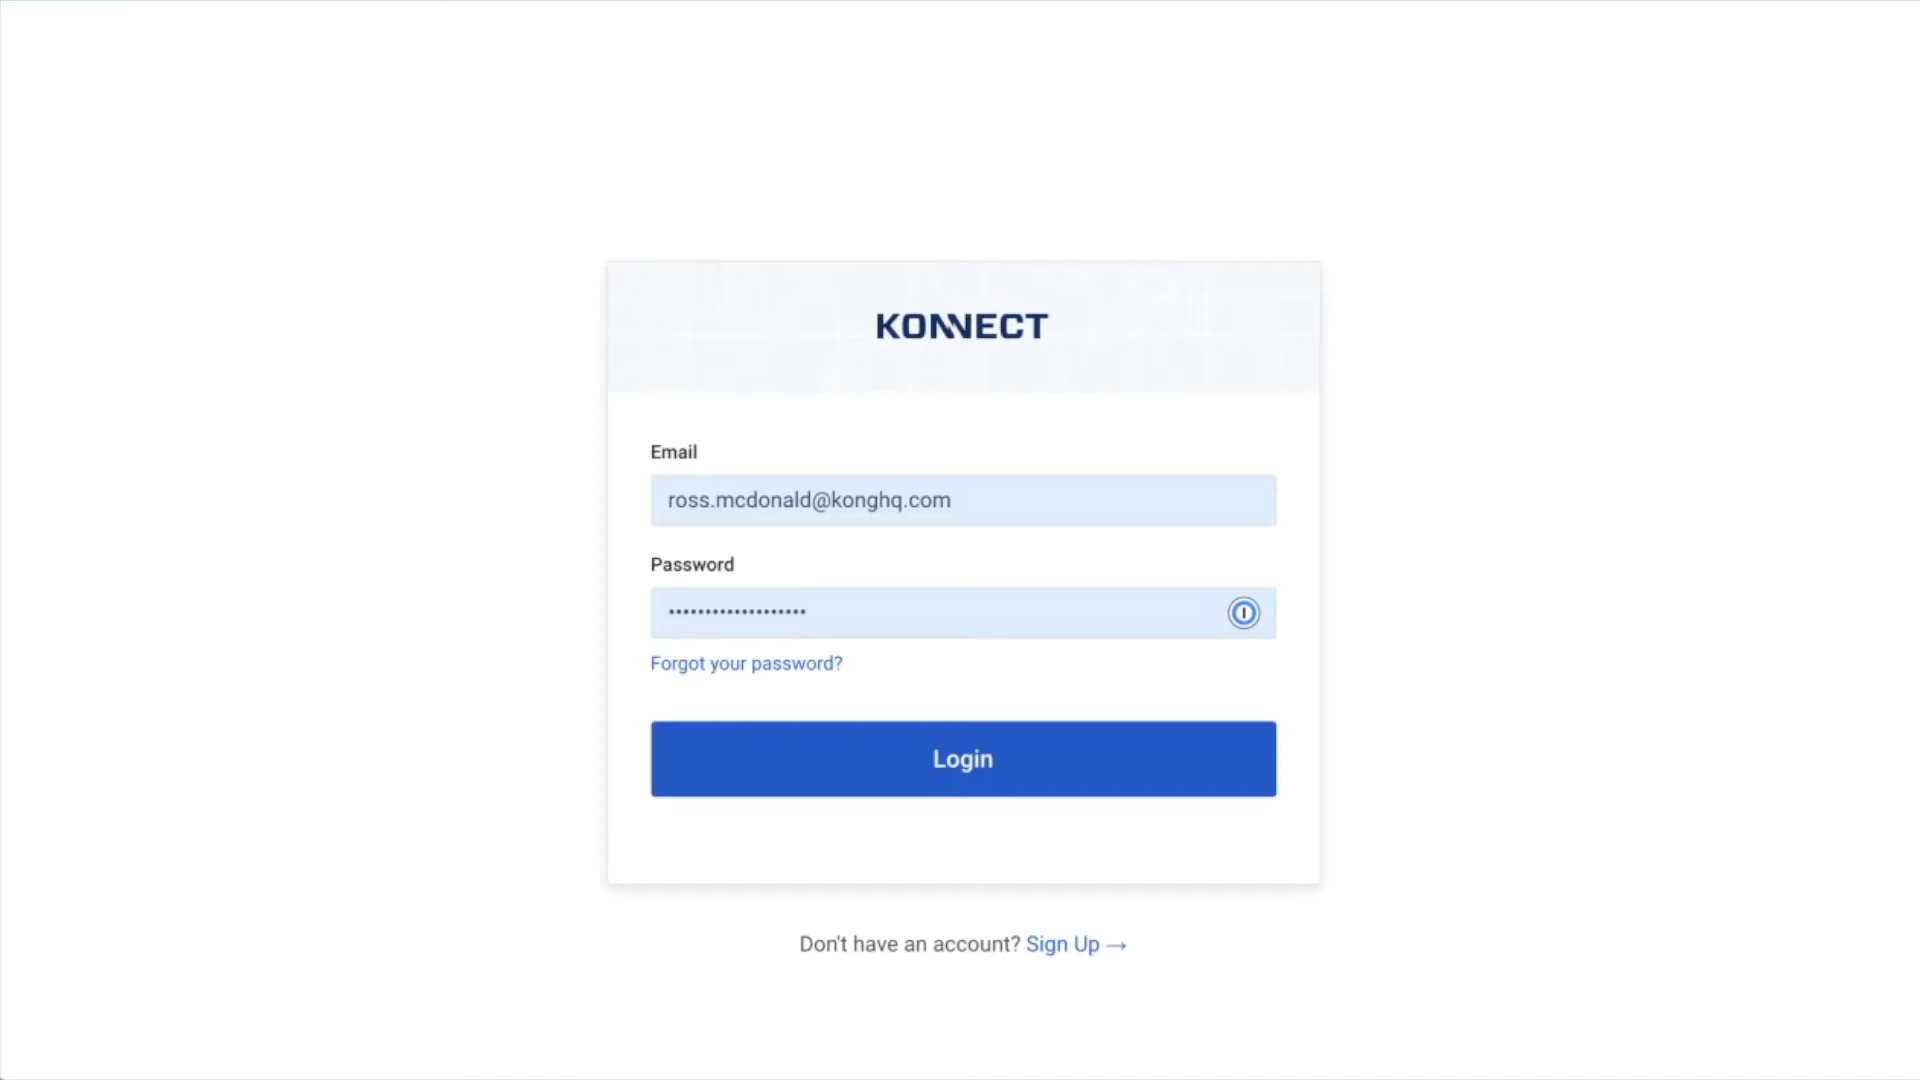 KONNECT
Email
ross.mcdonald@konghq.com
Password
•••••••••••••••••••
Forgot your password?
Login
Don't have an account? Sign Up →